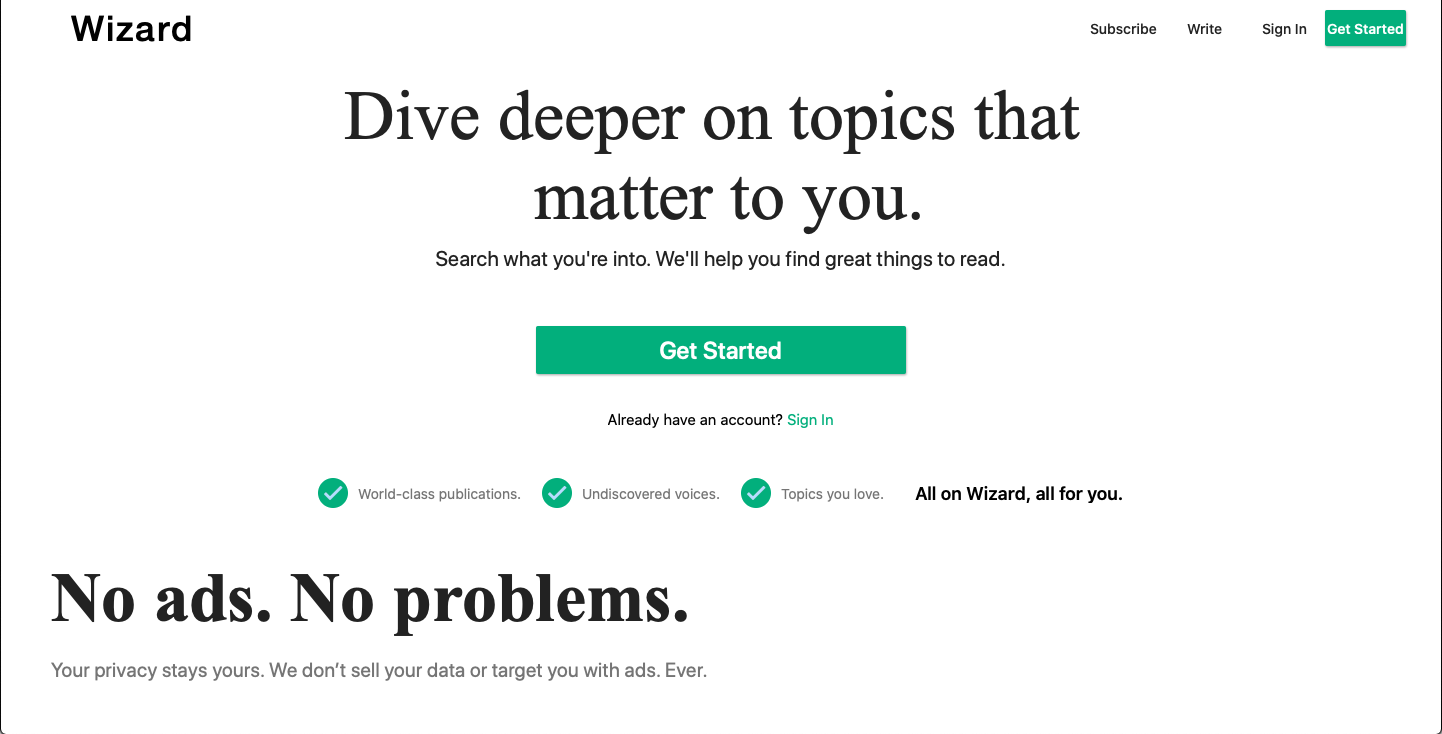 Wizard
Subscribe Write Sign In Get Started
Dive deeper on topics that
matter to you.
Search what you're into. We'll help you find great things to read.
Get Started
Already have an account? Sign In
World-class publications. Undiscovered voices. Topics you love. All on Wizard, all for you.
No ads. No problems.
Your privacy stays yours. We don’t sell your data or target you with ads. Ever.